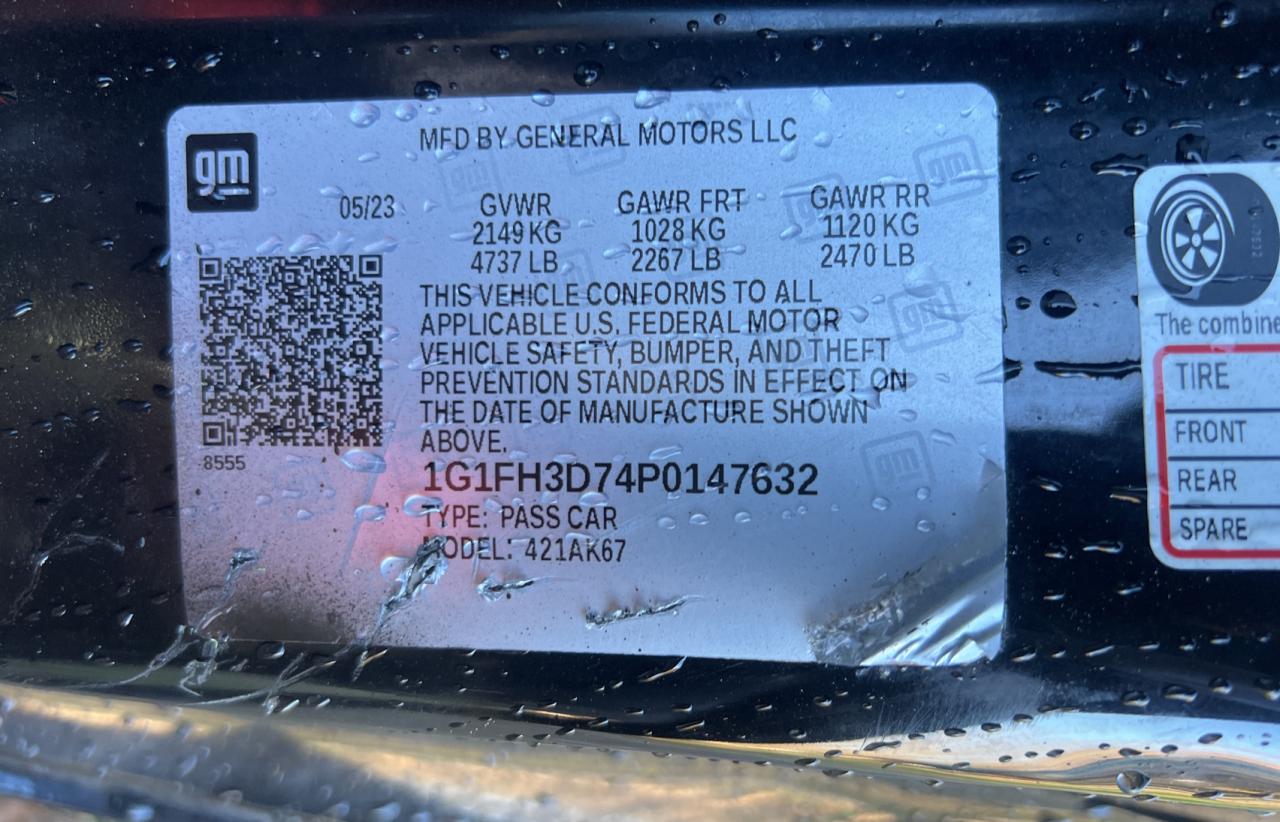 MFD BY GENERAL MOTORS LLC
gm
05/23 GVWR GAWR FRT GAWR RR
2149 KG 1028 KG 1120 KG
4737 LB 2267 LB 2470 LB
THIS VEHICLE CONFORMS TO ALL
APPLICABLE U.S. FEDERAL MOTOR
VEHICLE SAFETY, BUMPER, AND THEFT
PREVENTION STANDARDS IN EFFECT ON
THE DATE OF MANUFACTURE SHOWN
ABOVE.
8555
1G1FH3D74P0147632
TYPE: PASS CAR
MODEL: 421AK67
The combine
TIRE
FRONT
REAR
SPARE